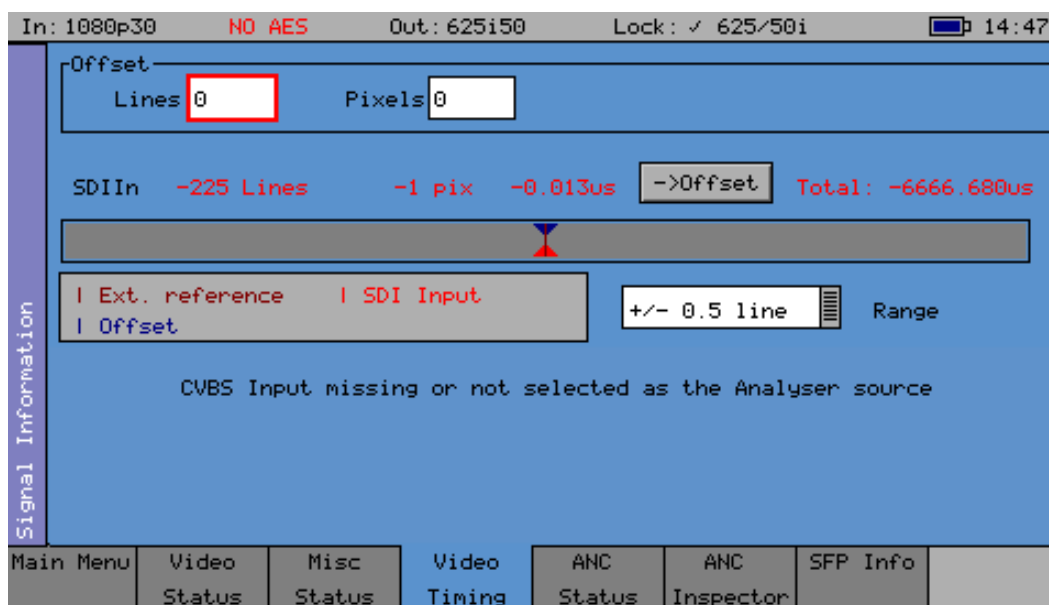 In: 1080p30 NO AES Out: 625i50 Lock: ✓ 625/50i 14:47
Offset
Lines 0 Pixels 0
SDIIn -225 Lines -1 pix -0.013us ->Offset Total: -6666.680us
| Ext. reference | SDI Input
| Offset
+/- 0.5 line Range
CVBS Input missing or not selected as the Analyser source
Signal Information
Main Menu Video Misc Video ANC ANC SFP Info
Status Status Timing Status Inspector